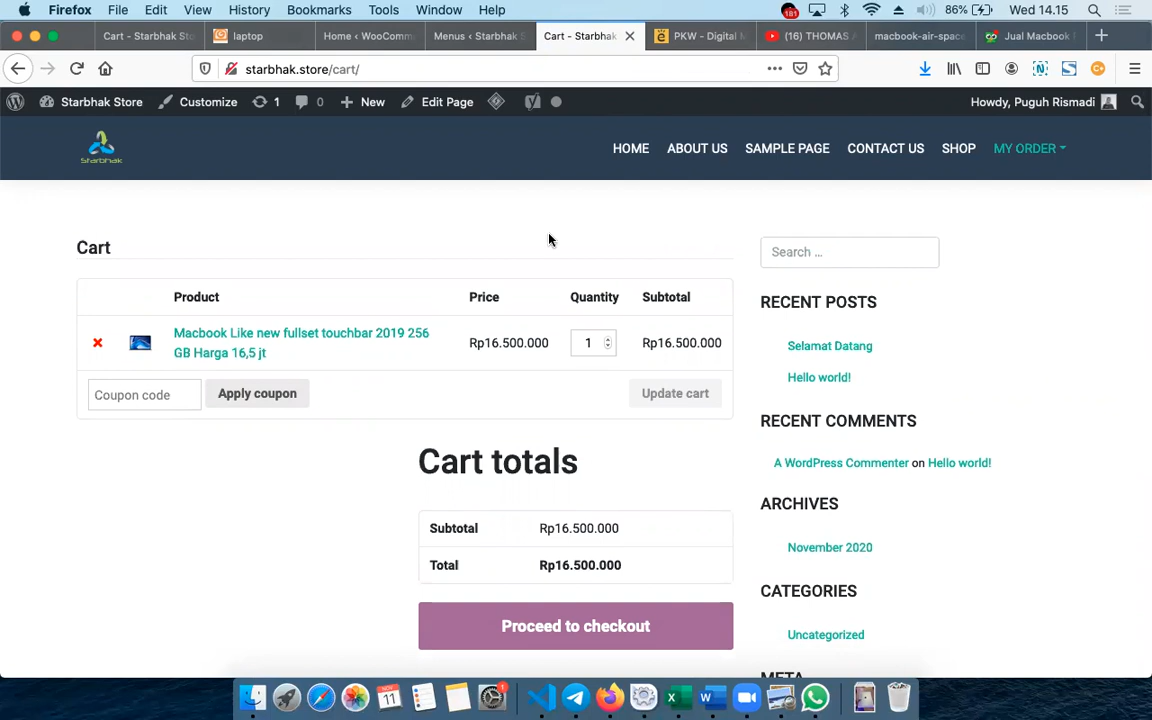 Firefox File Edit View History Bookmarks Tools Window Help 86% Wed 14.15
Cart - Starbhak Sto laptop Home ‹ WooComm Menus ‹ Starbhak S Cart - Starbhak PKW - Digital M (16) THOMAS A macbook-air-space Jual Macbook
starbhak.store/cart/
Starbhak Store Customize 1 0 New Edit Page Howdy, Puguh Rismadi
Starbhak
HOME ABOUT US SAMPLE PAGE CONTACT US SHOP MY ORDER
Cart
Product Price Quantity Subtotal
Macbook Like new fullset touchbar 2019 256
GB Harga 16,5 jt
Rp16.500.000 1 Rp16.500.000
Coupon code Apply coupon Update cart
Cart totals
Subtotal Rp16.500.000
Total Rp16.500.000
Proceed to checkout
Search …
RECENT POSTS
Selamat Datang
Hello world!
RECENT COMMENTS
A WordPress Commenter on Hello world!
ARCHIVES
November 2020
CATEGORIES
Uncategorized
META
NOV
11
1